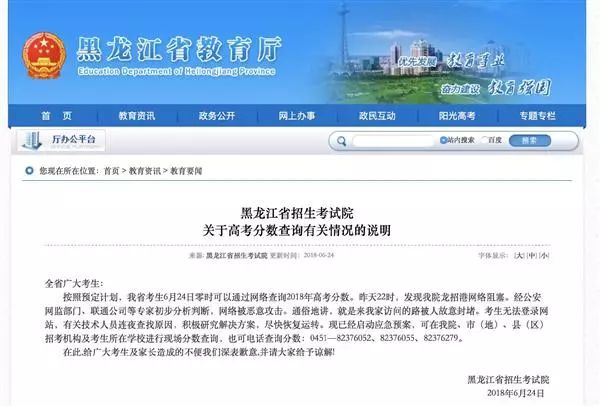 黑龙江省教育厅
Education Department of Heilongjiang Province
优先发展 教育事业
奋力建设 教育强国
首 页 教育资讯 政务公开 网上办事 政民互动 阳光高考 专题专栏
厅办公平台 站内搜索 百度 搜索
您现在所在位置：首页 > 教育资讯 > 教育要闻
黑龙江省招生考试院
关于高考分数查询有关情况的说明
来源：黑龙江省招生考试院 更新时间：2018-06-24 字体显示：[大] [中] [小]
全省广大考生：
按照预定计划，我省考生6月24日零时可以通过网络查询2018年高考分数。昨天22时，发现我院龙招港网络阻塞。经公安
网监部门、联通公司等专家初步分析判断，网络被恶意攻击。通俗地讲，就是来我家访问的路被人故意封堵。考生无法登录网
站，有关技术人员连夜查找原因，积极研究解决方案，尽快恢复运转。现已经启动应急预案，可在我院、市（地）、县（区）
招考机构及考生所在学校进行现场分数查询，也可电话查询分数：0451—82376052、82376055、82376279。
在此,给广大考生及家长造成的不便我们深表歉意,并请大家给予谅解!
黑龙江省招生考试院
2018年6月24日